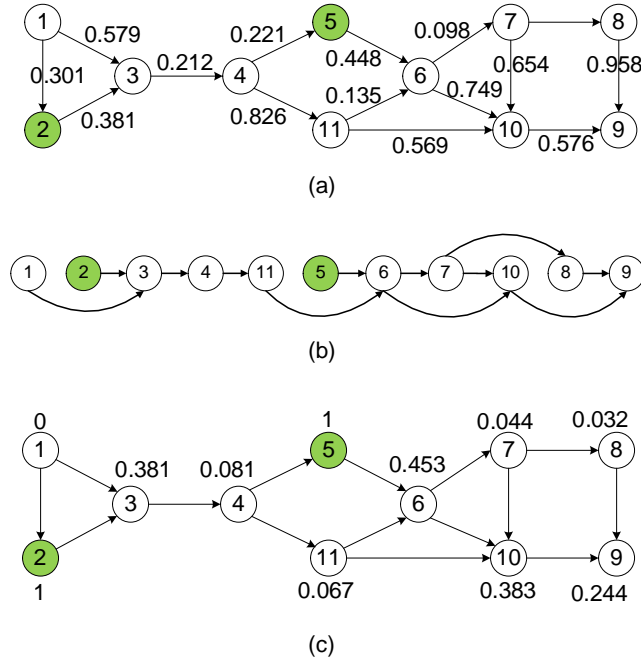 1 0.579 0.221 5 0.098 7 8
0.301 3 0.212 4 0.448 6 0.654 0.958
2 0.381 0.826 0.135 0.749
11 0.569 10 0.576 9
(a)
1 2 3 4 11 5 6 7 10 8 9
(b)
0 1 0.044 0.032
1 0.381 0.081 5 0.453 7 8
3 4 6
2 11 10 9
1 0.067 0.383 0.244
(c)